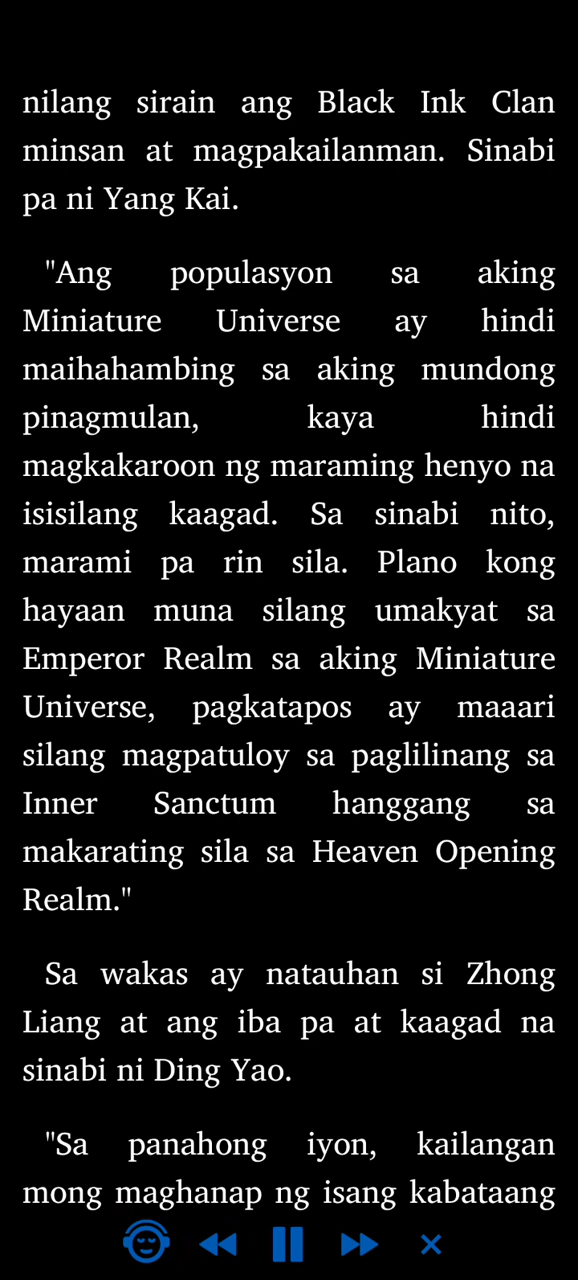 nilang sirain ang Black Ink Clan
minsan at magpakailanman. Sinabi
pa ni Yang Kai.
"Ang populasyon sa aking
Miniature Universe ay hindi
maihahambing sa aking mundong
pinagmulan, kaya hindi
magkakaroon ng maraming henyo na
isisilang kaagad. Sa sinabi nito,
marami pa rin sila. Plano kong
hayaan muna silang umakyat sa
Emperor Realm sa aking Miniature
Universe, pagkatapos ay maaari
silang magpatuloy sa paglilinang sa
Inner Sanctum hanggang sa
makarating sila sa Heaven Opening
Realm."
Sa wakas ay natauhan si Zhong
Liang at ang iba pa at kaagad na
sinabi ni Ding Yao.
"Sa panahong iyon, kailangan
mong maghanap ng isang kabataang